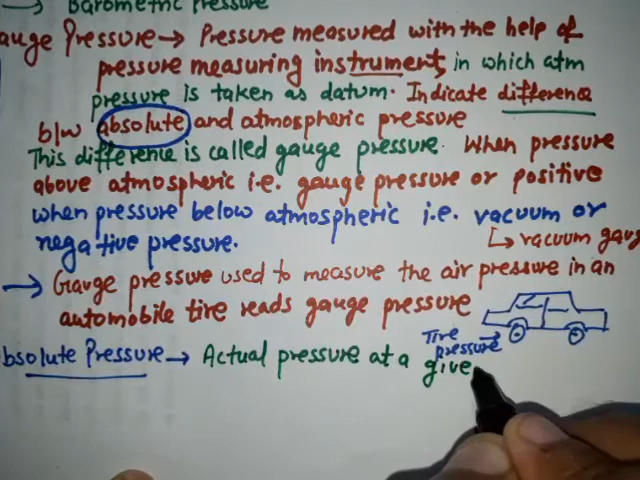 → Barometric Pressure
auge Pressure → Pressure measured with the help of
pressure measuring instrument, in which atm
pressure is taken as datum. Indicate difference
b/w absolute and atmospheric pressure
This difference is called gauge pressure. When pressure
above atmospheric i.e. gauge pressure or positive
when pressure below atmospheric i.e. vacuum or
negative pressure.
↳ vacuum gaug
→ Gauge pressure used to measure the air pressure in an
automobile tire reads gauge pressure
Tire
pressure →
bsolute Pressure → Actual pressure at a give